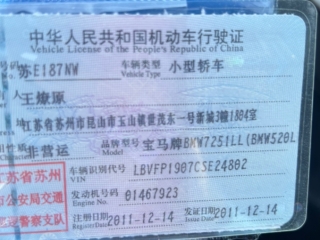 中华人民共和国机动车行驶证
Vehicle License of the People's Republic of China
苏E187NW 车辆类型 Vehicle Type 小型轿车
王燎原
江苏省苏州市昆山市玉山镇世茂东一号新城3幢1804室
非营运 品牌型号 宝马牌BMW7251LL(BMW520L
车辆识别代号 VIN LBVFP1907CSE24802
发动机号码 01467923
江苏省苏州
市公安局交通
巡逻警察支队
注册日期 2011-12-14 发证日期 2011-12-14